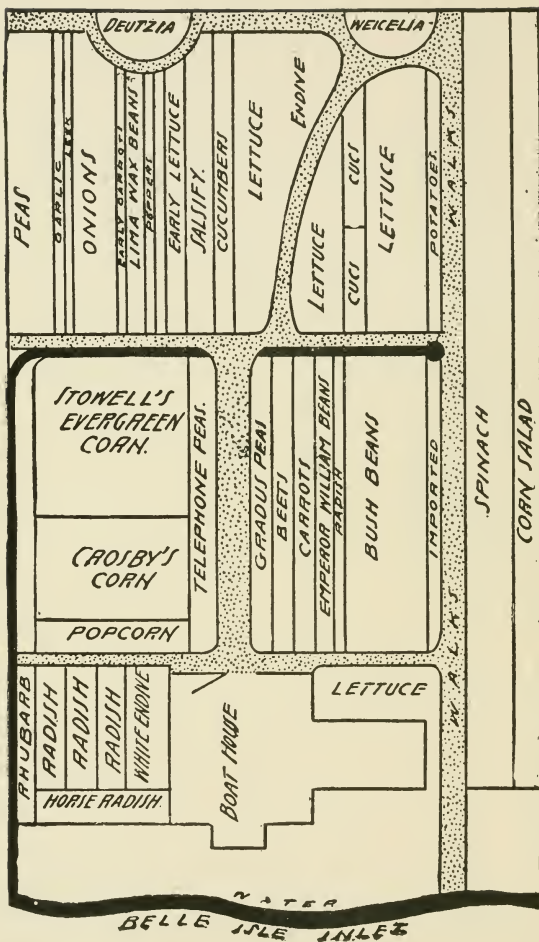 DEUTZIA
WEIGELIA
PEAS
GARLIC
LEEK
ONIONS
EARLY CARROTS
LIMA WAX BEANS
PEPPERS
EARLY LETTUCE
SALSIFY.
CUCUMBERS
LETTUCE
ENDIVE
LETTUCE
CUCS
CUCS
LETTUCE
POTATOES.
WALKS
STOWELL'S
EVERGREEN
CORN.
CROSBY'S
CORN
POPCORN
TELEPHONE PEAS.
GRADUS PEAS
BEETS
CARROTS
EMPEROR WILLIAM BEANS
RADISH
BUSH BEANS
IMPORTED
WALKS
SPINACH
CORN SALAD
RHUBARB
RADISH
RADISH
RADISH
WHITE ENDIVE
HORSE RADISH.
BOAT HOUSE
LETTUCE
WATER
BELLE ISLE INLET